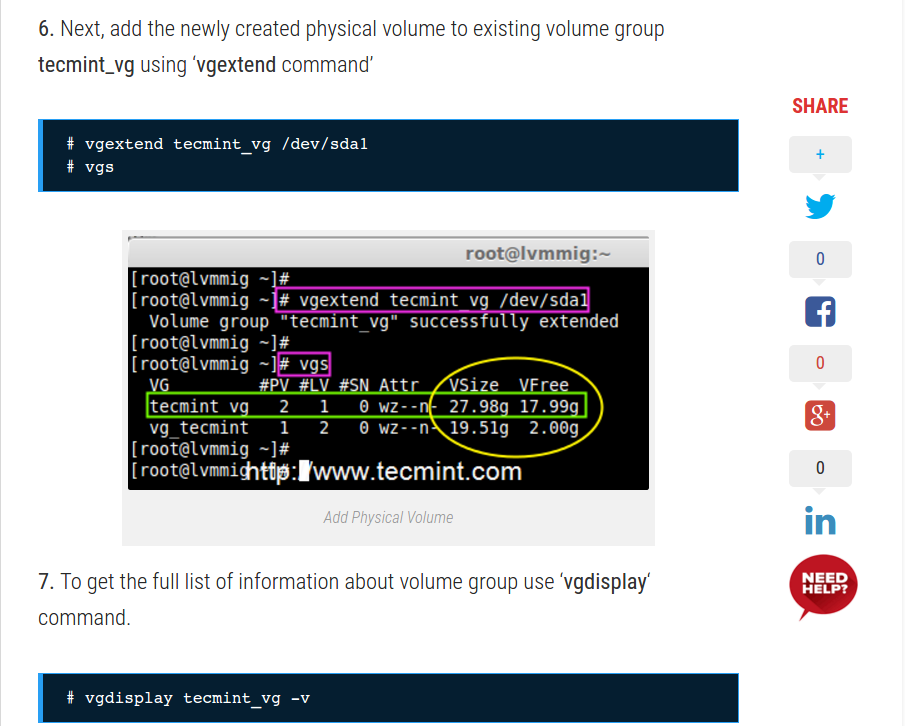 6. Next, add the newly created physical volume to existing volume group
tecmint_vg using ‘vgextend command’
# vgextend tecmint_vg /dev/sda1
# vgs
root@lvmmig:~
[root@lvmmig ~]#
[root@lvmmig ~]# vgextend tecmint_vg /dev/sda1
Volume group "tecmint_vg" successfully extended
[root@lvmmig ~]#
[root@lvmmig ~]# vgs
VG #PV #LV #SN Attr VSize VFree
tecmint_vg 2 1 0 wz--n- 27.98g 17.99g
vg_tecmint 1 2 0 wz--n- 19.51g 2.00g
[root@lvmmig ~]#
[root@lvmmig
http://www.tecmint.com
Add Physical Volume
7. To get the full list of information about volume group use ‘vgdisplay‘
command.
# vgdisplay tecmint_vg -v
SHARE
+
0
f
0
g+
0
in
NEED
HELP?